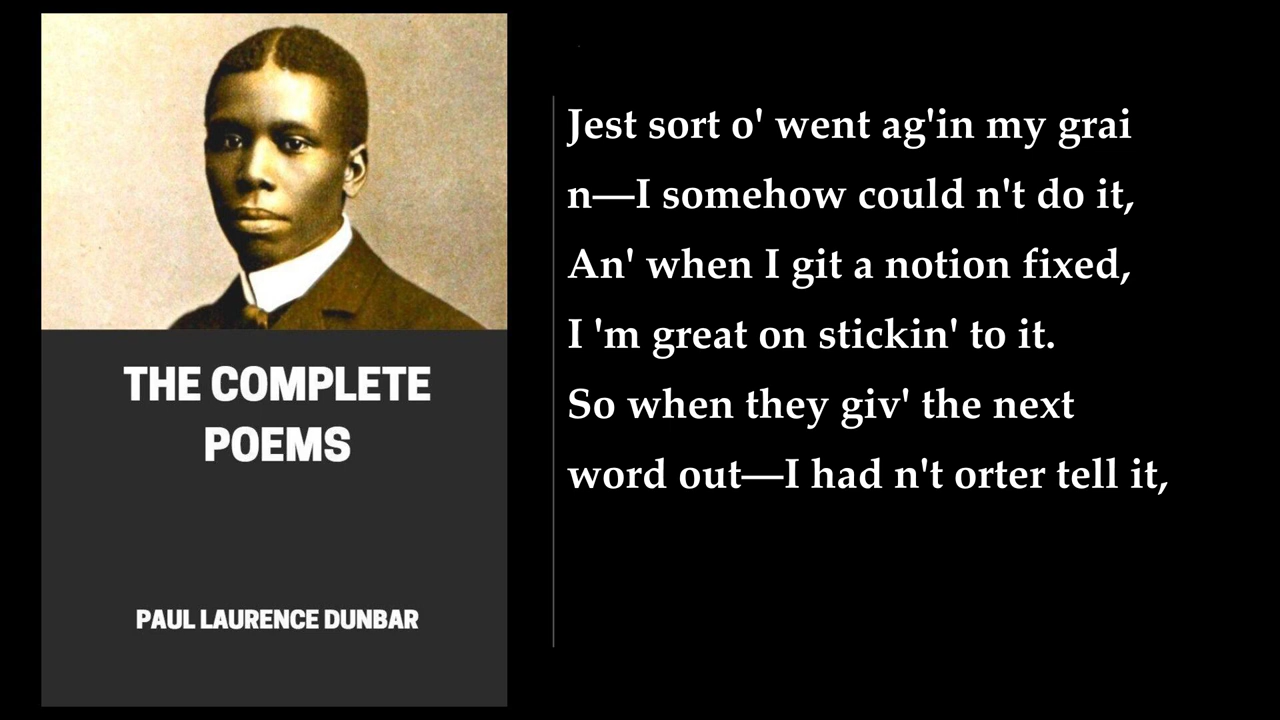 THE COMPLETE
POEMS
PAUL LAURENCE DUNBAR
Jest sort o' went ag'in my grai
n—I somehow could n't do it,
An' when I git a notion fixed,
I 'm great on stickin' to it.
So when they giv' the next
word out—I had n't orter tell it,